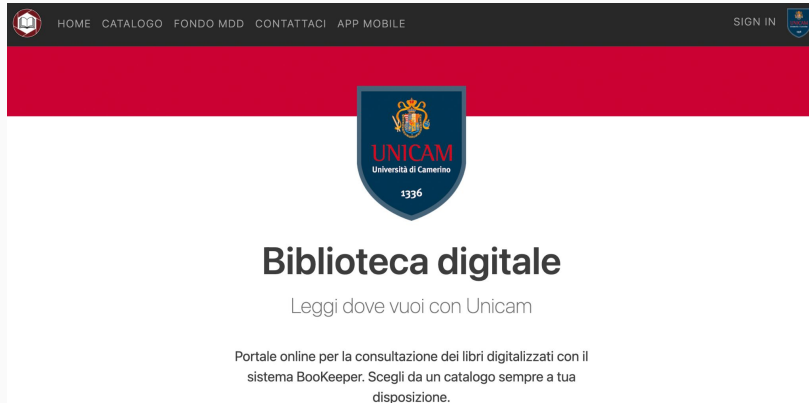 HOME CATALOGO FONDO MDD CONTATTACI APP MOBILE SIGN IN
UNICAM
Università di Camerino
1336
Biblioteca digitale
Leggi dove vuoi con Unicam
Portale online per la consultazione dei libri digitalizzati con il
sistema BooKeeper. Scegli da un catalogo sempre a tua
disposizione.